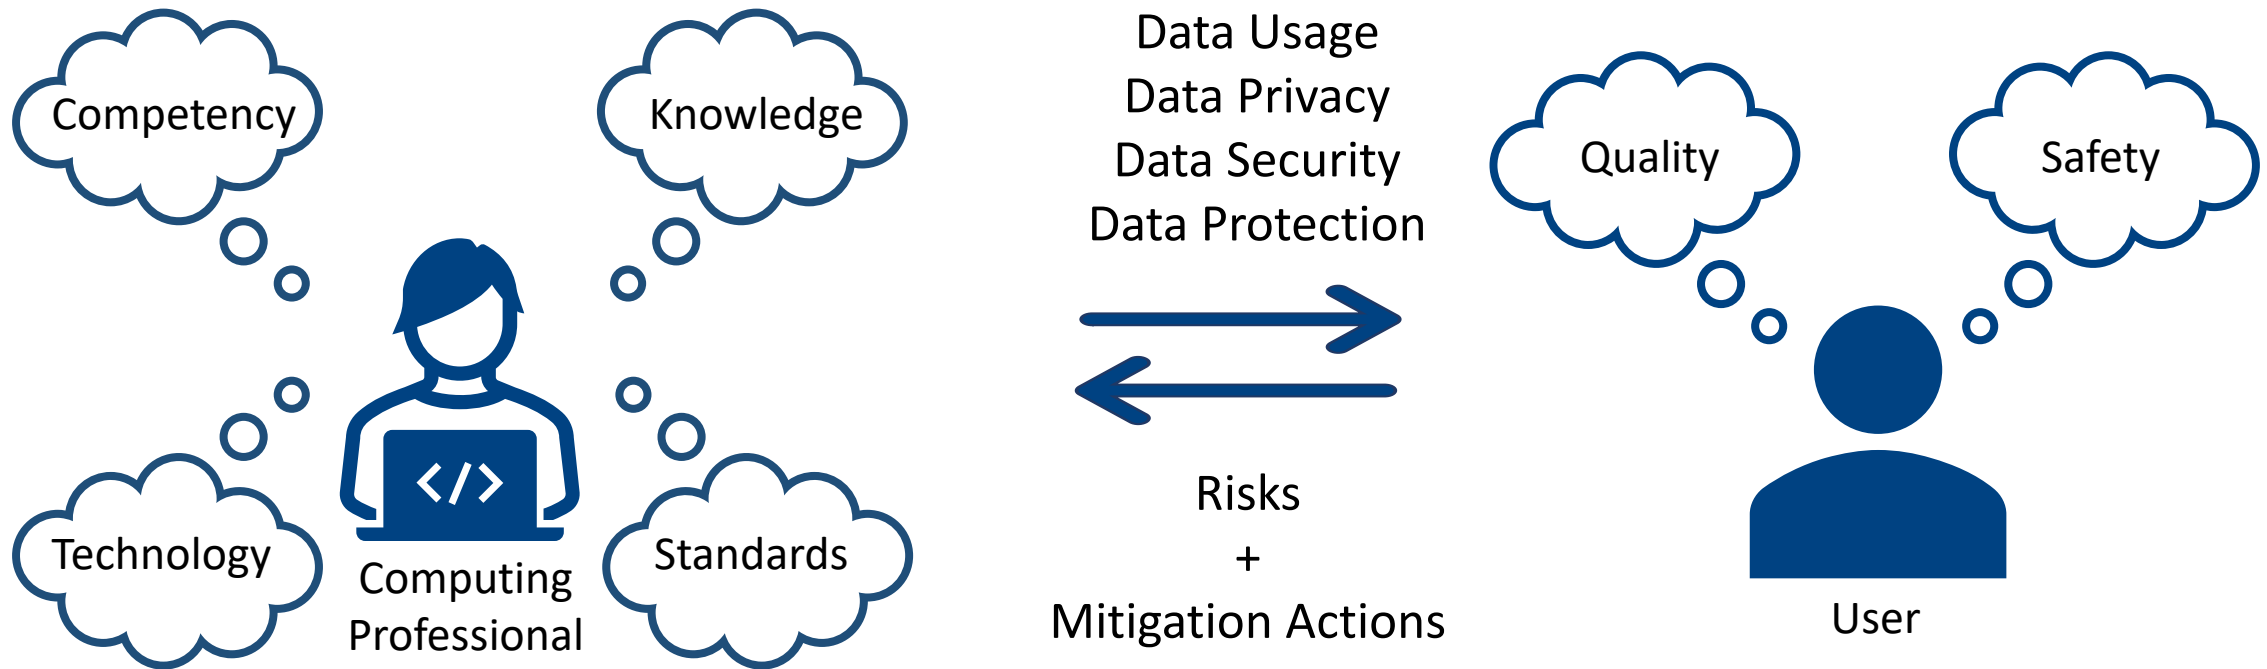 Competency
Knowledge
Technology
Standards
</>
Computing
Professional
Data Usage
Data Privacy
Data Security
Data Protection
Risks
+
Mitigation Actions
Quality
Safety
User